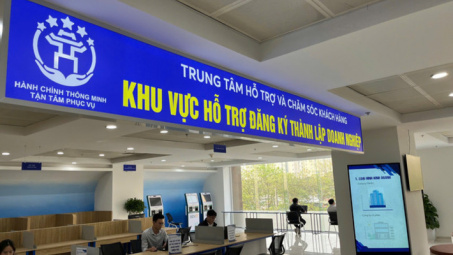 TRUNG TÂM HỖ TRỢ VÀ CHĂM SÓC KHÁCH HÀNG
KHU VỰC HỖ TRỢ ĐĂNG KÝ THÀNH LẬP DOANH NGHIỆP
HÀNH CHÍNH THÔNG MINH
TẬN TÂM PHỤC VỤ